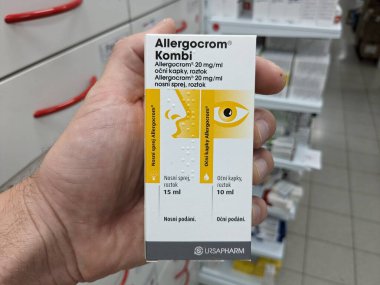 Allergocrom®
Kombi
Allergocrom® 20 mg/ml
oční kapky, roztok
Allergocrom® 20 mg/ml
nosní sprej, roztok
Nosní sprej Allergocrom®
Oční kapky Allergocrom®
Nosní sprej,
roztok
15 ml
Oční kapky,
roztok
10 ml
Nosní podání.
Oční podání.
URSAPHARM